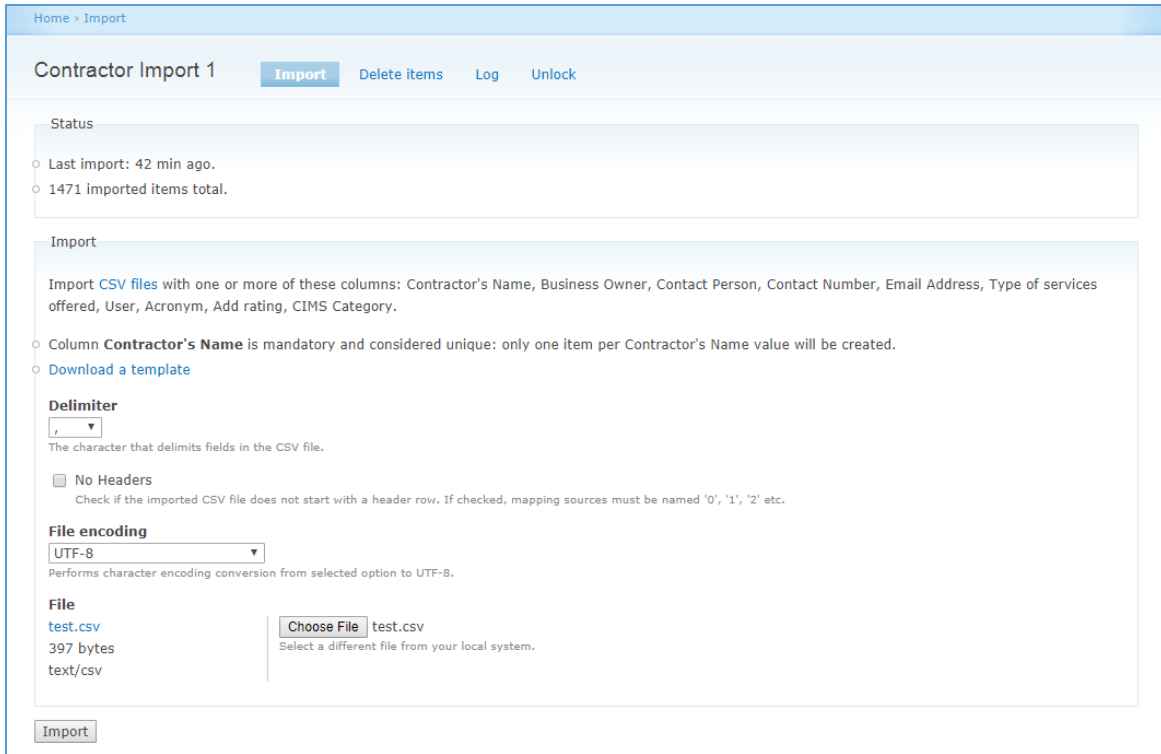 Home › Import
Contractor Import 1 Import Delete items Log Unlock
Status
Last import: 42 min ago.
1471 imported items total.
Import
Import CSV files with one or more of these columns: Contractor's Name, Business Owner, Contact Person, Contact Number, Email Address, Type of services
offered, User, Acronym, Add rating, CIMS Category.
Column Contractor's Name is mandatory and considered unique: only one item per Contractor's Name value will be created.
Download a template
Delimiter
,
The character that delimits fields in the CSV file.
No Headers
Check if the imported CSV file does not start with a header row. If checked, mapping sources must be named '0', '1', '2' etc.
File encoding
UTF-8
Performs character encoding conversion from selected option to UTF-8.
File
test.csv
397 bytes
text/csv
Choose File test.csv
Select a different file from your local system.
Import